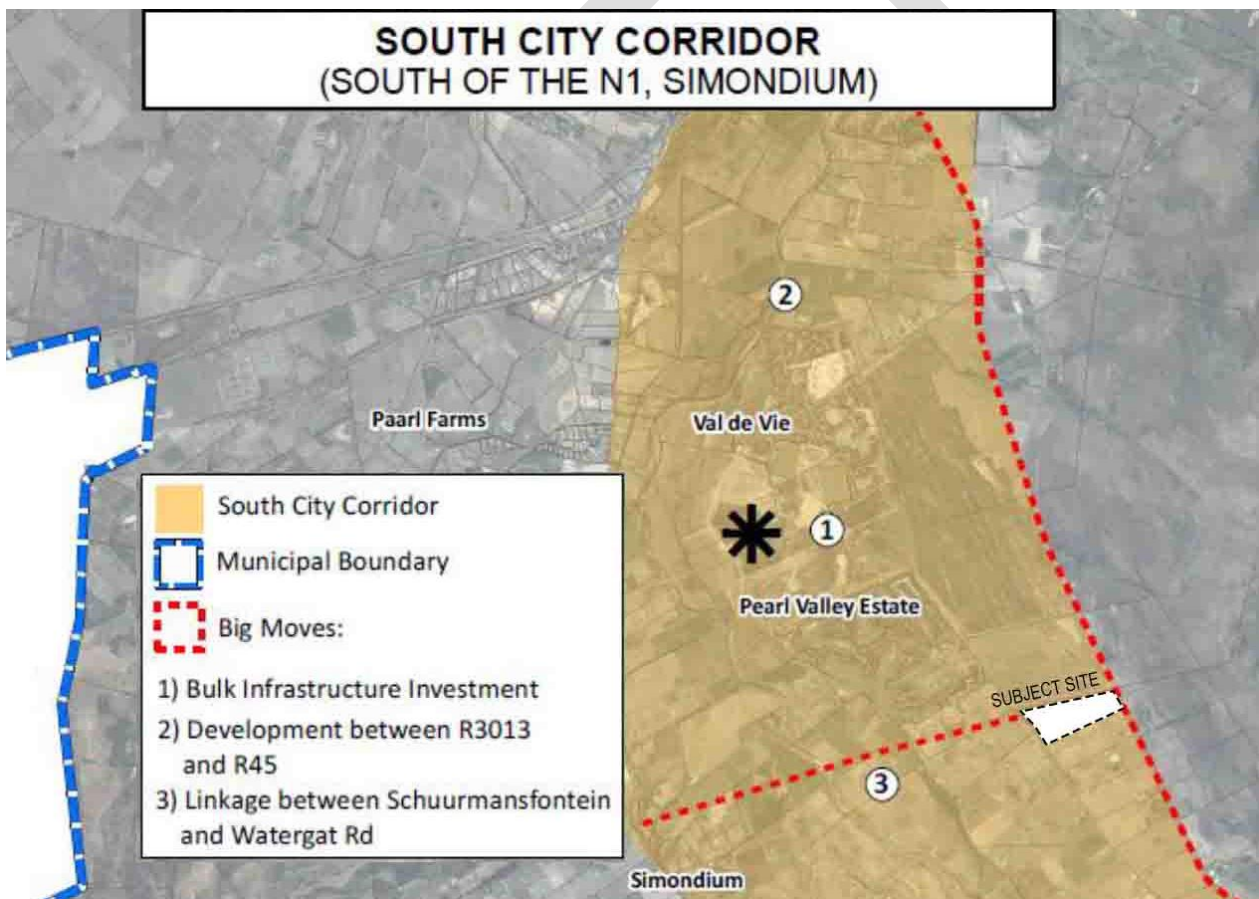 SOUTH CITY CORRIDOR
(SOUTH OF THE N1, SIMONDIUM)
2
Paarl Farms
Val de Vie
1
Pearl Valley Estate
SUBJECT SITE
3
Simondium
South City Corridor
Municipal Boundary
Big Moves:
1) Bulk Infrastructure Investment
2) Development between R3013
and R45
3) Linkage between Schuurmansfontein
and Watergat Rd